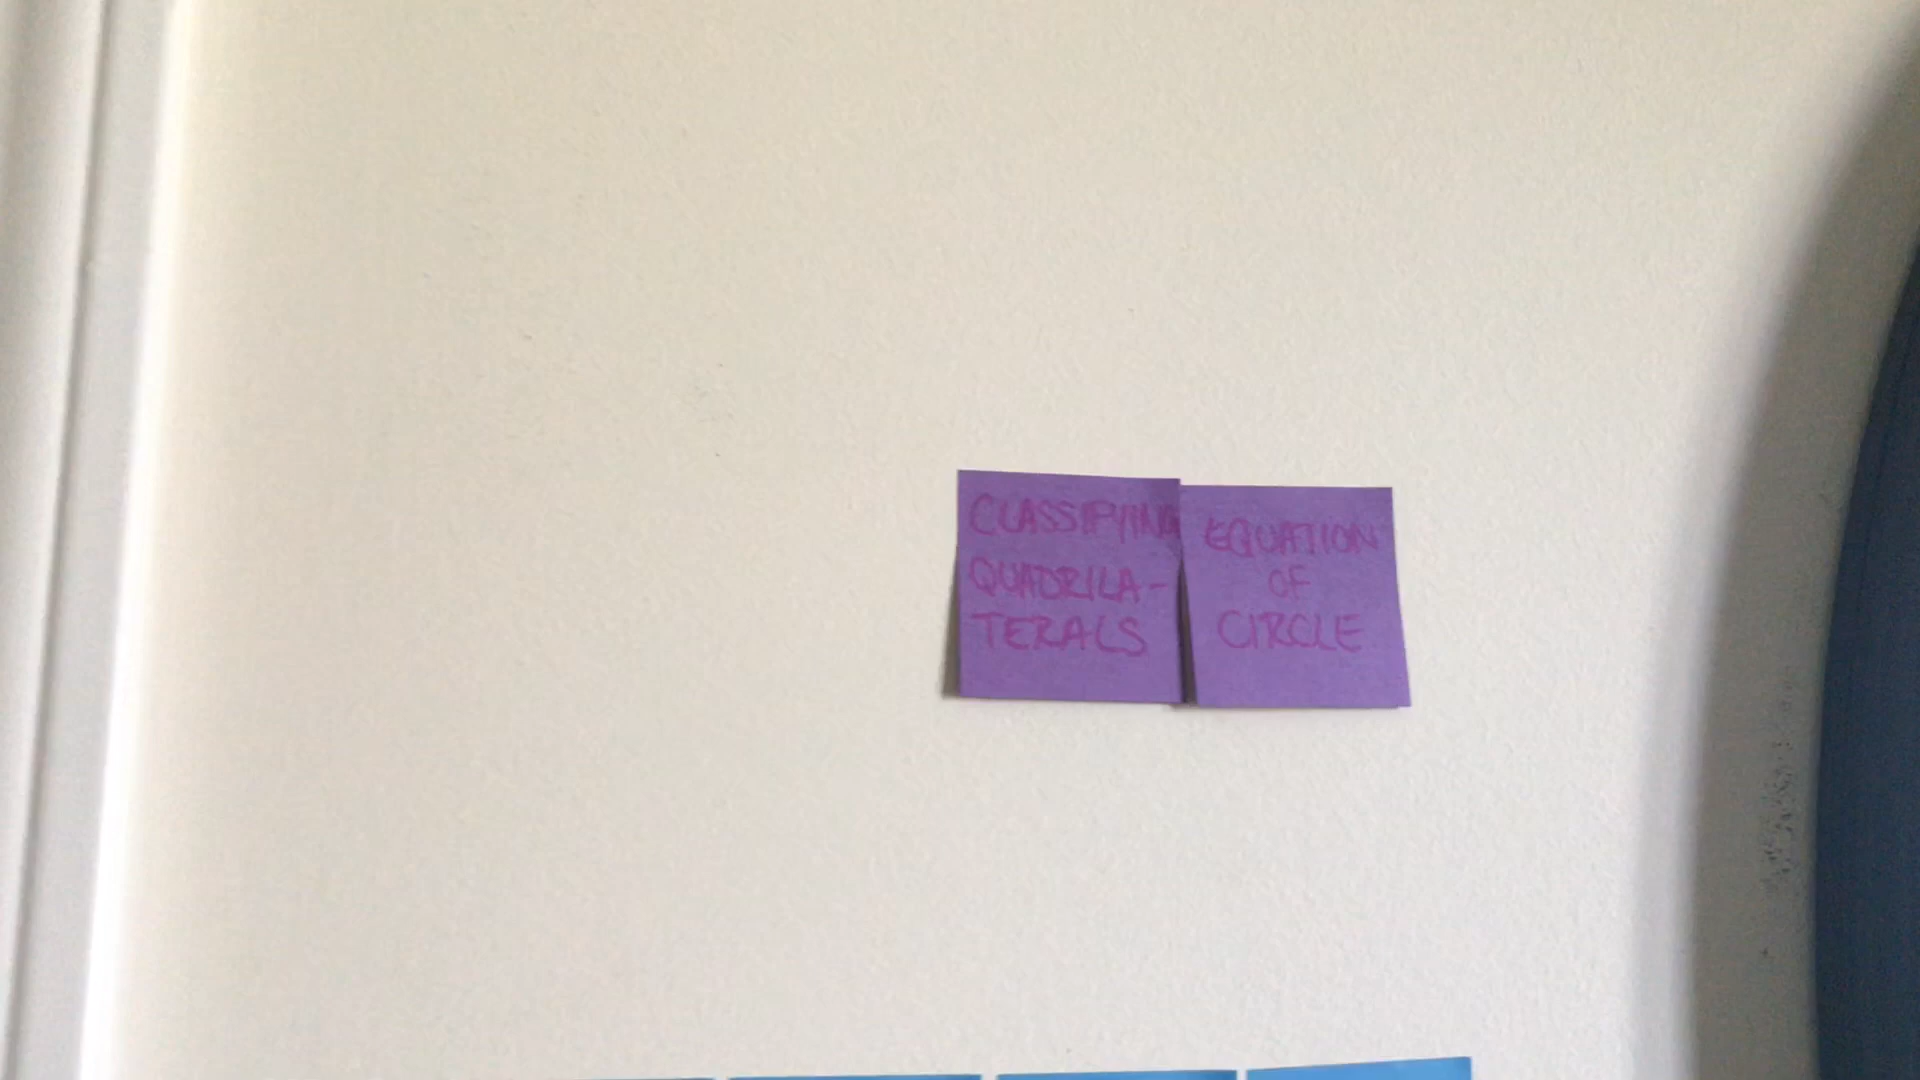 CLASSIFYING
QUADRILA-
TERALS
EQUATION
OF
CIRCLE